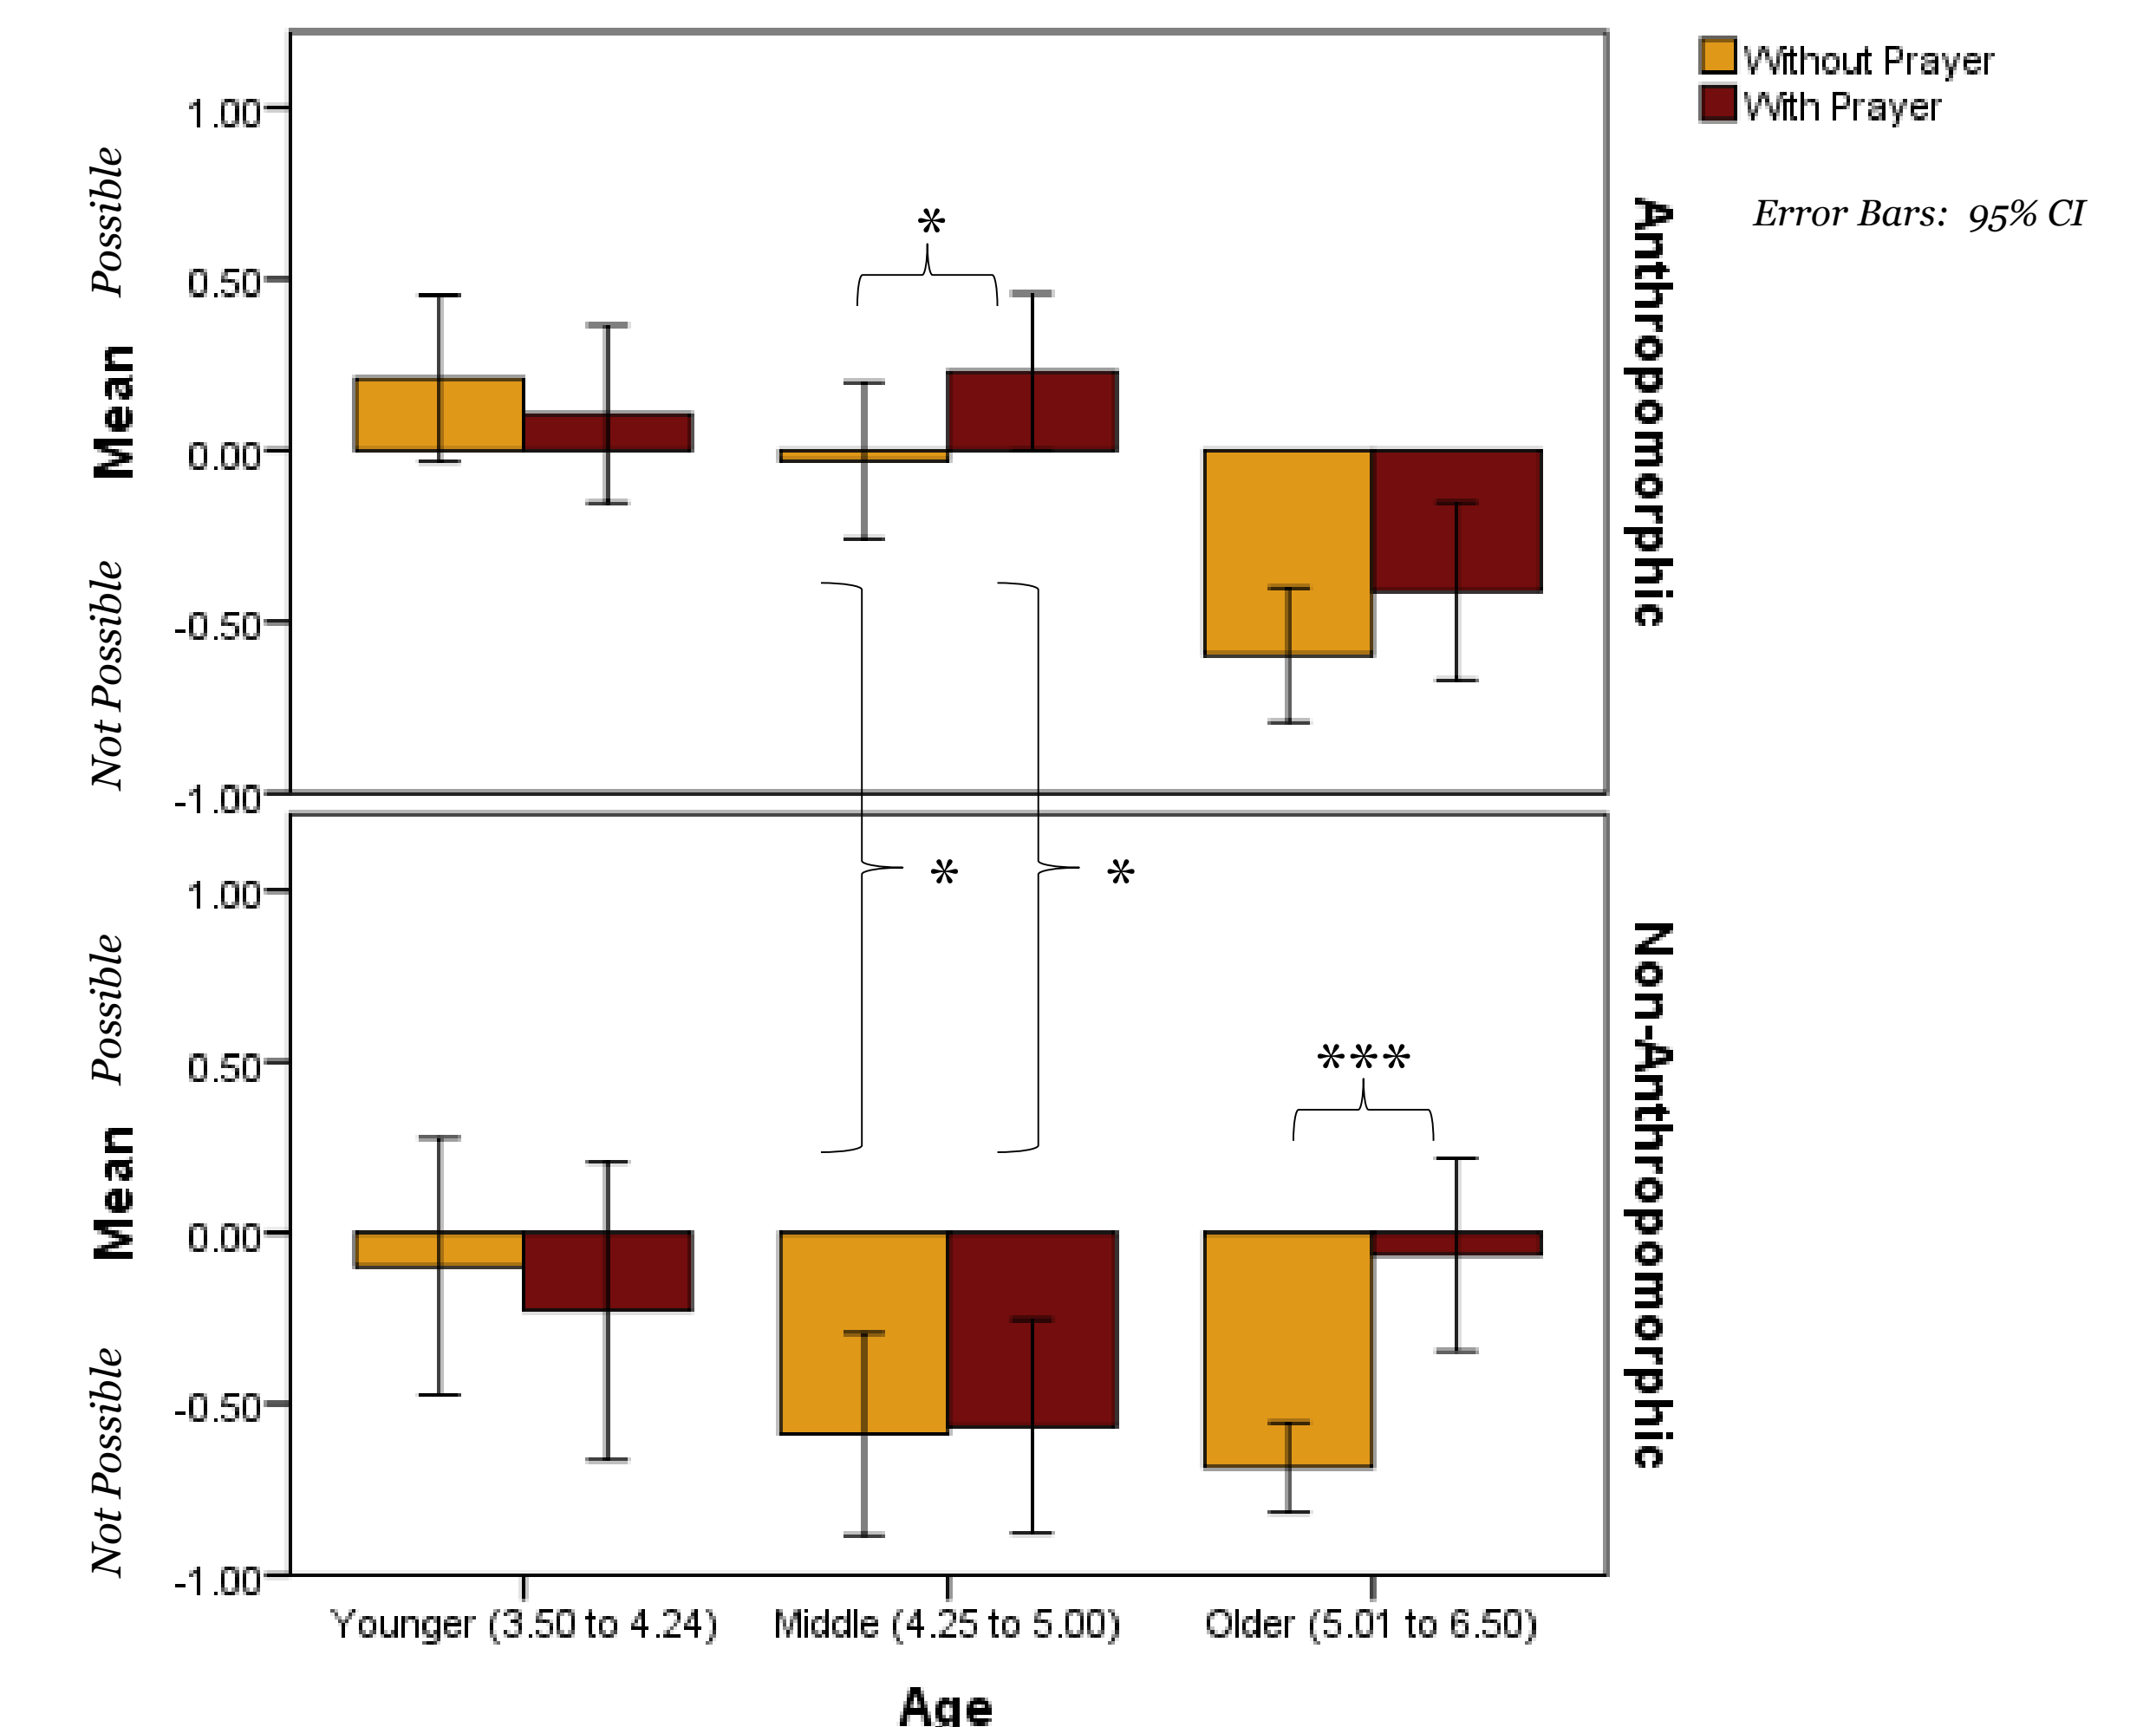 Without Prayer
With Prayer
Error Bars: 95% CI
Anthropomorphic
Mean
Possible
Not Possible
1.00
0.50
0.00
-0.50
-1.00
*
*
*
***
Non-Anthropomorphic
Mean
Possible
Not Possible
1.00
0.50
0.00
-0.50
-1.00
Younger (3.50 to 4.24)
Middle (4.25 to 5.00)
Older (5.01 to 6.50)
Age